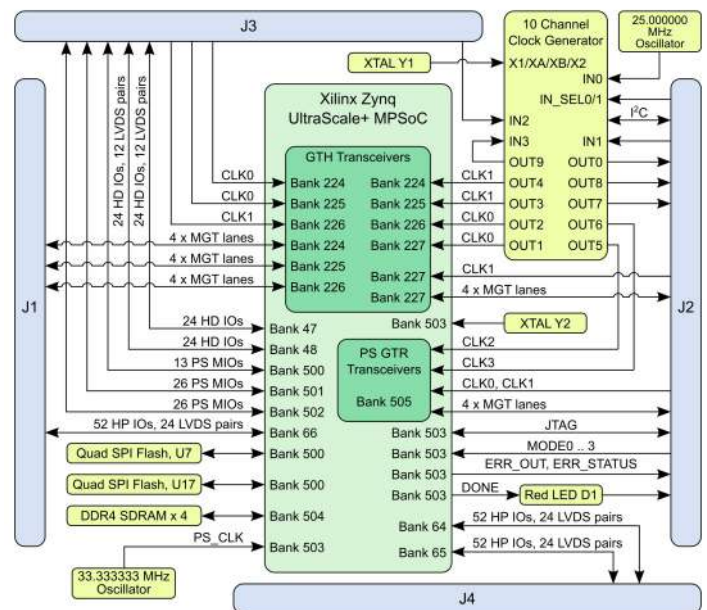 J3
10 Channel
Clock Generator
25.000000
MHz
Oscillator
XTAL Y1
X1/XA/XB/X2
IN0
IN_SEL0/1
I²C
IN2
IN1
IN3
OUT9
OUT0
OUT4
OUT8
OUT3
OUT7
OUT2
OUT6
OUT1
OUT5
24 HD IOs, 12 LVDS pairs
24 HD IOs, 12 LVDS pairs
Xilinx Zynq
UltraScale+ MPSoC
GTH Transceivers
CLK0
Bank 224
Bank 224
CLK1
CLK0
Bank 225
Bank 225
CLK1
CLK1
Bank 226
Bank 226
CLK0
4 x MGT lanes
Bank 224
Bank 227
CLK0
4 x MGT lanes
Bank 225
Bank 227
CLK1
4 x MGT lanes
Bank 226
Bank 227
4 x MGT lanes
J1
J2
24 HD IOs
Bank 47
Bank 503
XTAL Y2
24 HD IOs
Bank 48
CLK2
13 PS MIOs
Bank 500
PS GTR
Transceivers
CLK3
26 PS MIOs
Bank 501
CLK0, CLK1
26 PS MIOs
Bank 502
Bank 505
4 x MGT lanes
52 HP IOs, 24 LVDS pairs
Bank 66
Bank 503
JTAG
Quad SPI Flash, U7
Bank 500
Bank 503
MODE0 .. 3
Bank 503
ERR_OUT, ERR_STATUS
Quad SPI Flash, U17
Bank 500
Bank 503
DONE
Red LED D1
DDR4 SDRAM x 4
Bank 504
Bank 64
52 HP IOs, 24 LVDS pairs
PS_CLK
Bank 503
Bank 65
52 HP IOs, 24 LVDS pairs
33.333333 MHz
Oscillator
J4